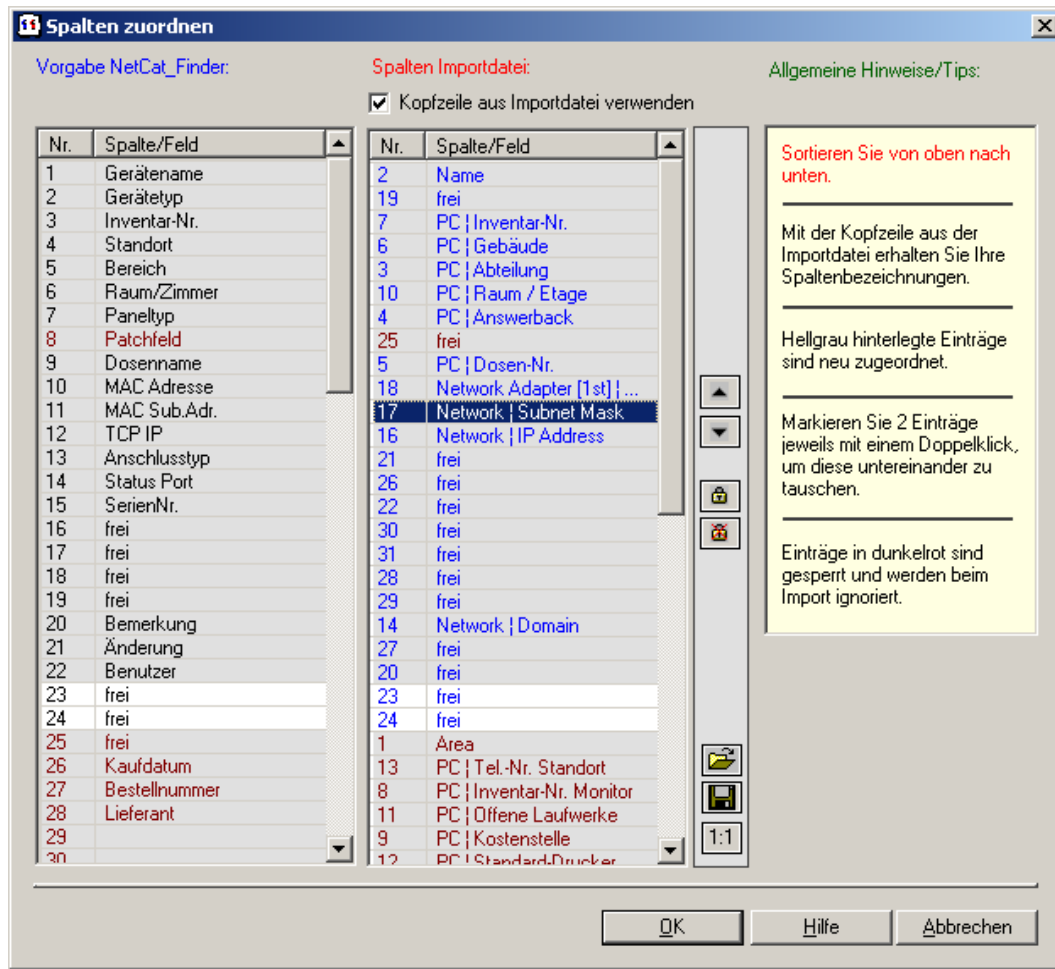 Spalten zuordnen
Vorgabe NetCat_Finder:
Spalten Importdatei:
Allgemeine Hinweise/Tips:
Kopfzeile aus Importdatei verwenden
Nr. Spalte/Feld
1 Gerätename
2 Gerätetyp
3 Inventar-Nr.
4 Standort
5 Bereich
6 Raum/Zimmer
7 Paneltyp
8 Patchfeld
9 Dosenname
10 MAC Adresse
11 MAC Sub.Adr.
12 TCP IP
13 Anschlusstyp
14 Status Port
15 SerienNr.
16 frei
17 frei
18 frei
19 frei
20 Bemerkung
21 Änderung
22 Benutzer
23 frei
24 frei
25 frei
26 Kaufdatum
27 Bestellnummer
28 Lieferant
29
30
Nr. Spalte/Feld
2 Name
19 frei
7 PC ¦ Inventar-Nr.
6 PC ¦ Gebäude
3 PC ¦ Abteilung
10 PC ¦ Raum / Etage
4 PC ¦ Answerback
25 frei
5 PC ¦ Dosen-Nr.
18 Network Adapter [1st] ¦ ...
17 Network ¦ Subnet Mask
16 Network ¦ IP Address
21 frei
26 frei
22 frei
30 frei
31 frei
28 frei
29 frei
14 Network ¦ Domain
27 frei
20 frei
23 frei
24 frei
1 Area
13 PC ¦ Tel.-Nr. Standort
8 PC ¦ Inventar-Nr. Monitor
11 PC ¦ Offene Laufwerke
9 PC ¦ Kostenstelle
12 PC ¦ Standard-Drucker
1:1
Sortieren Sie von oben nach
unten.
Mit der Kopfzeile aus der
Importdatei erhalten Sie Ihre
Spaltenbezeichnungen.
Hellgrau hinterlegte Einträge
sind neu zugeordnet.
Markieren Sie 2 Einträge
jeweils mit einem Doppelklick,
um diese untereinander zu
tauschen.
Einträge in dunkelrot sind
gesperrt und werden beim
Import ignoriert.
OK
Hilfe
Abbrechen